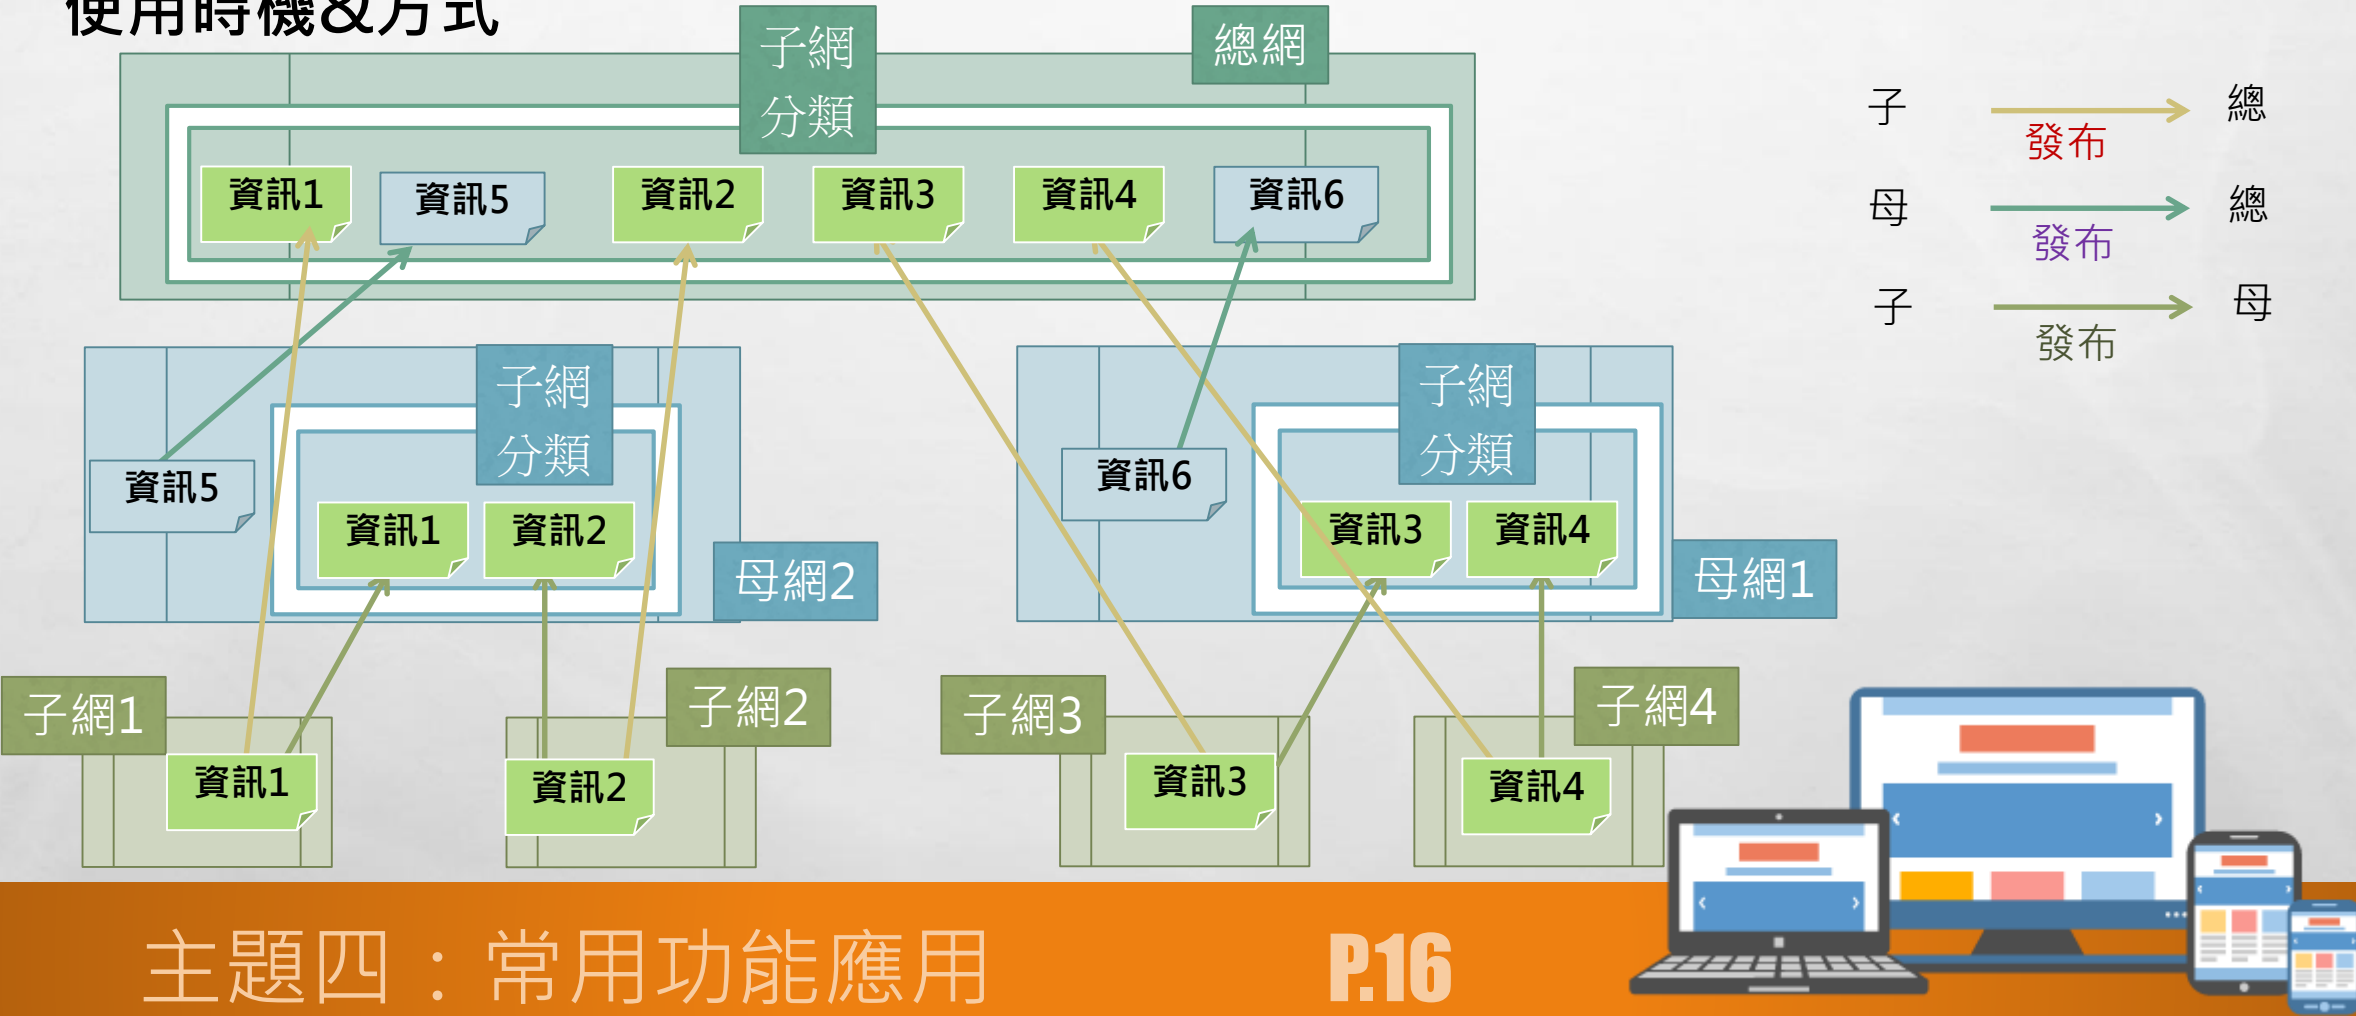 使用時機&方式
子網
分類
總網
資訊1
資訊5
資訊2
資訊3
資訊4
資訊6
子
總
發布
母
總
發布
子
母
發布
子網
分類
資訊5
資訊1
資訊2
母網2
子網
分類
資訊6
資訊3
資訊4
母網1
子網1
資訊1
子網2
資訊2
子網3
資訊3
子網4
資訊4
主題四：常用功能應用
P.16